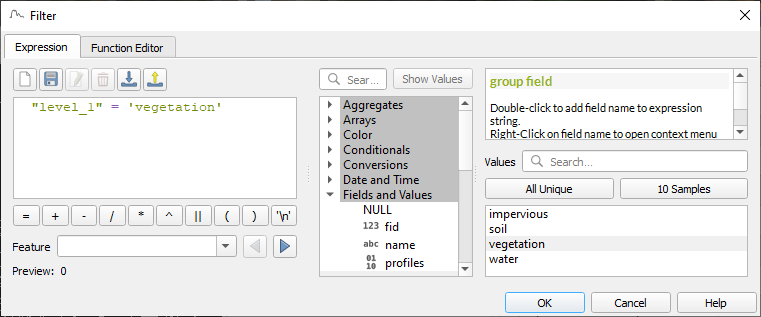 Filter
Expression
Function Editor
"level_1" = 'vegetation'
= + - / * ^ || ( ) '\n'
Feature
Preview: 0
Sear...
Show Values
Aggregates
Arrays
Color
Conditionals
Conversions
Date and Time
Fields and Values
NULL
123 fid
abc name
01 10 profiles
group field
Double-click to add field name to expression
string.
Right-Click on field name to open context menu
Values
Search...
All Unique
10 Samples
impervious
soil
vegetation
water
OK
Cancel
Help